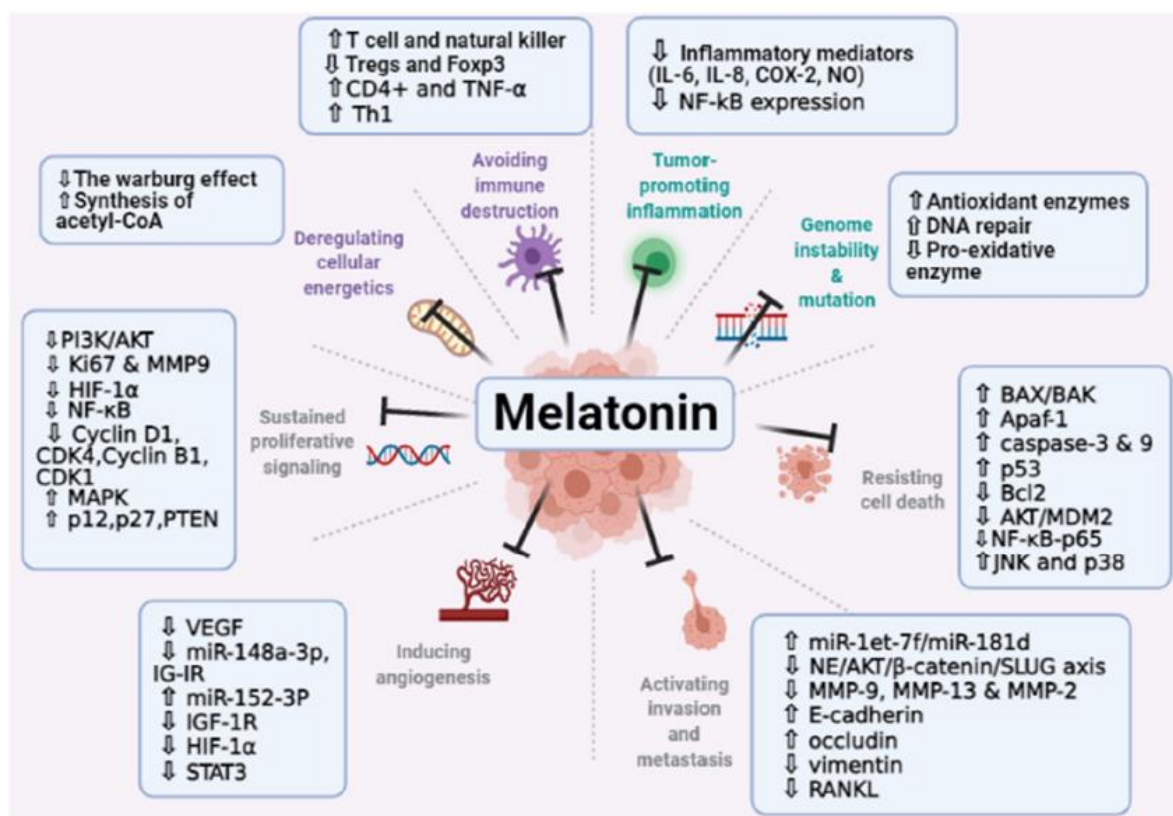 ⇧T cell and natural killer
⇩ Tregs and Foxp3
⇧CD4+ and TNF-α
⇧ Th1
⇩ Inflammatory mediators
(IL-6, IL-8, COX-2, NO)
⇩ NF-kB expression
⇩The warburg effect
⇧Synthesis of
acetyl-CoA
Avoiding
immune
destruction
Tumor-
promoting
inflammation
⇧Antioxidant enzymes
⇧ DNA repair
⇩ Pro-oxidative
enzyme
Deregulating
cellular
energetics
Genome
instability
&
mutation
⇩PI3K/AKT
⇩ Ki67 & MMP9
⇩ HIF-1α
⇩ NF-κB
⇩ Cyclin D1,
CDK4,Cyclin B1,
CDK1
⇧ MAPK
⇧ p12,p27,PTEN
Sustained
proliferative
signaling
Melatonin
Resisting
cell death
⇧ BAX/BAK
⇧ Apaf-1
⇧ caspase-3 & 9
⇧ p53
⇩ Bcl2
⇩ AKT/MDM2
⇩NF-κB-p65
⇧JNK and p38
⇩ VEGF
⇩ miR-148a-3p,
IG-IR
⇧ miR-152-3P
⇩ IGF-1R
⇩ HIF-1α
⇩ STAT3
Inducing
angiogenesis
Activating
invasion
and
metastasis
⇧ miR-1et-7f/miR-181d
⇩ NE/AKT/β-catenin/SLUG axis
⇩ MMP-9, MMP-13 & MMP-2
⇧ E-cadherin
⇧ occludin
⇩ vimentin
⇩ RANKL